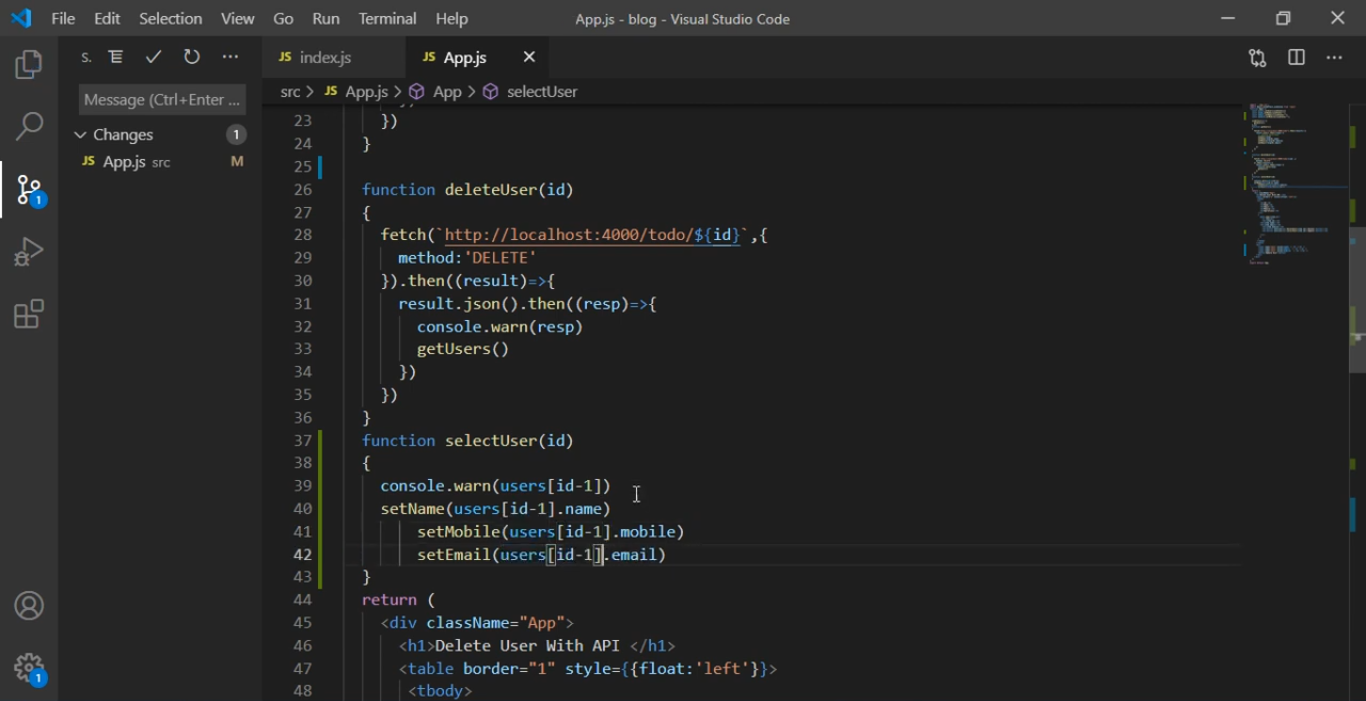 File Edit Selection View Go Run Terminal Help
App.js - blog - Visual Studio Code
S.
JS index.js
JS App.js
src > JS App.js > App > selectUser
Message (Ctrl+Enter ...
Changes 1
JS App.js src M
1
1
23 })
24 }
25
26 function deleteUser(id)
27 {
28 fetch(`http://localhost:4000/todo/${id}`,{
29 method:'DELETE'
30 }).then((result)=>{
31 result.json().then((resp)=>{
32 console.warn(resp)
33 getUsers()
34 })
35 })
36 }
37 function selectUser(id)
38 {
39 console.warn(users[id-1])
40 setName(users[id-1].name)
41 setMobile(users[id-1].mobile)
42 setEmail(users[id-1].email)
43 }
44 return (
45 <div className="App">
46 <h1>Delete User With API </h1>
47 <table border="1" style={{float:'left'}}>
48 <tbody>